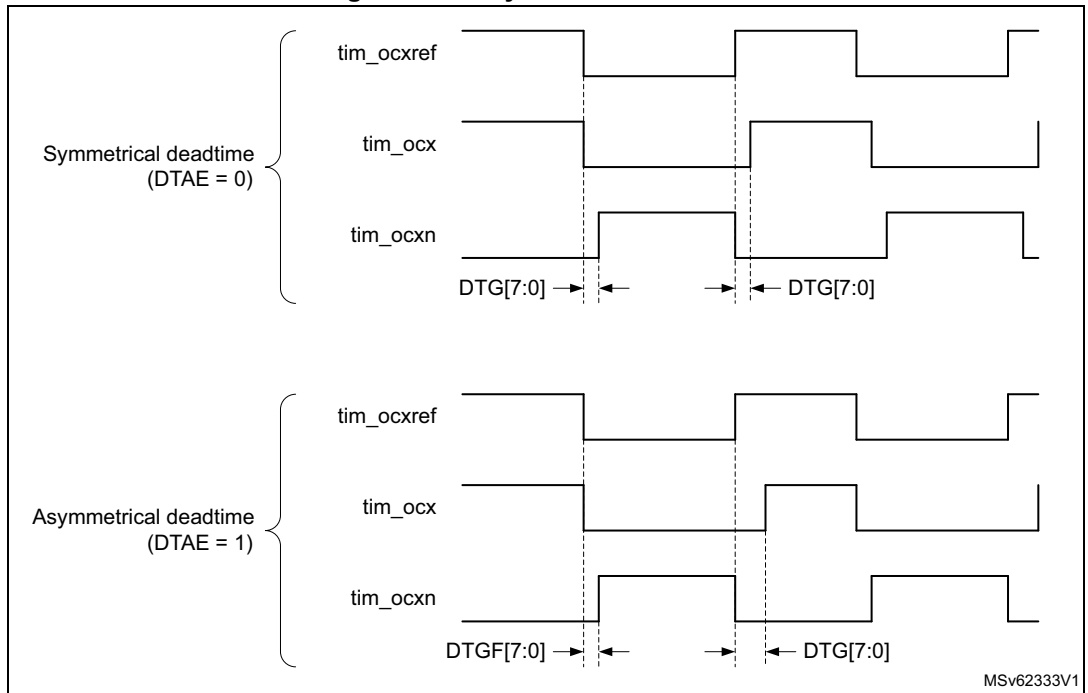 tim_ocxref
tim_ocx
Symmetrical deadtime
(DTAE = 0)
tim_ocxn
DTG[7:0]
DTG[7:0]
tim_ocxref
tim_ocx
Asymmetrical deadtime
(DTAE = 1)
tim_ocxn
DTGF[7:0]
DTG[7:0]
MSv62333V1